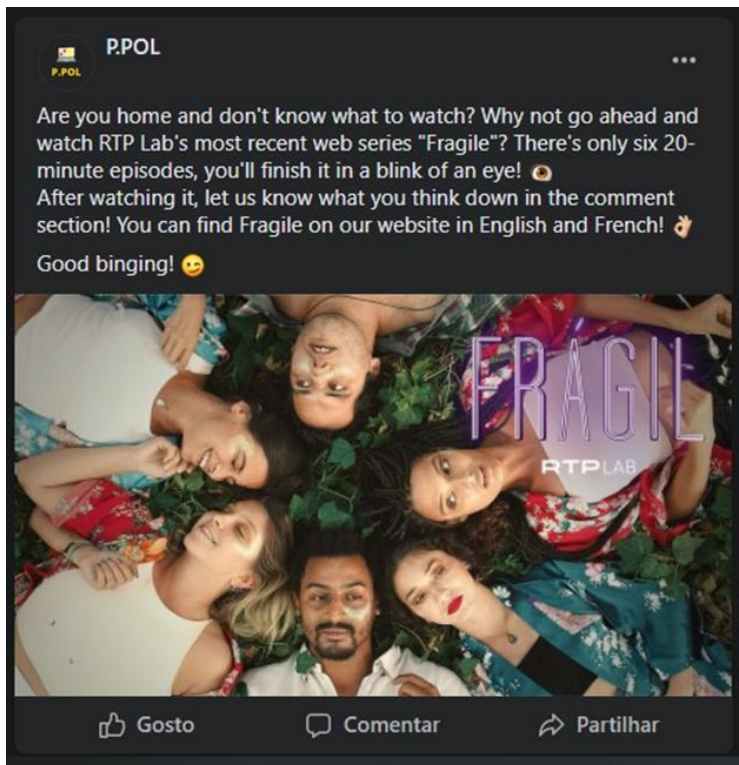 P.POL
P.POL
Are you home and don't know what to watch? Why not go ahead and
watch RTP Lab's most recent web series "Fragile"? There's only six 20-
minute episodes, you'll finish it in a blink of an eye! 👁️
After watching it, let us know what you think down in the comment
section! You can find Fragile on our website in English and French! 👌🏻
Good binging! 😉
FRÁGIL
RTPLAB
Gosto
Comentar
Partilhar